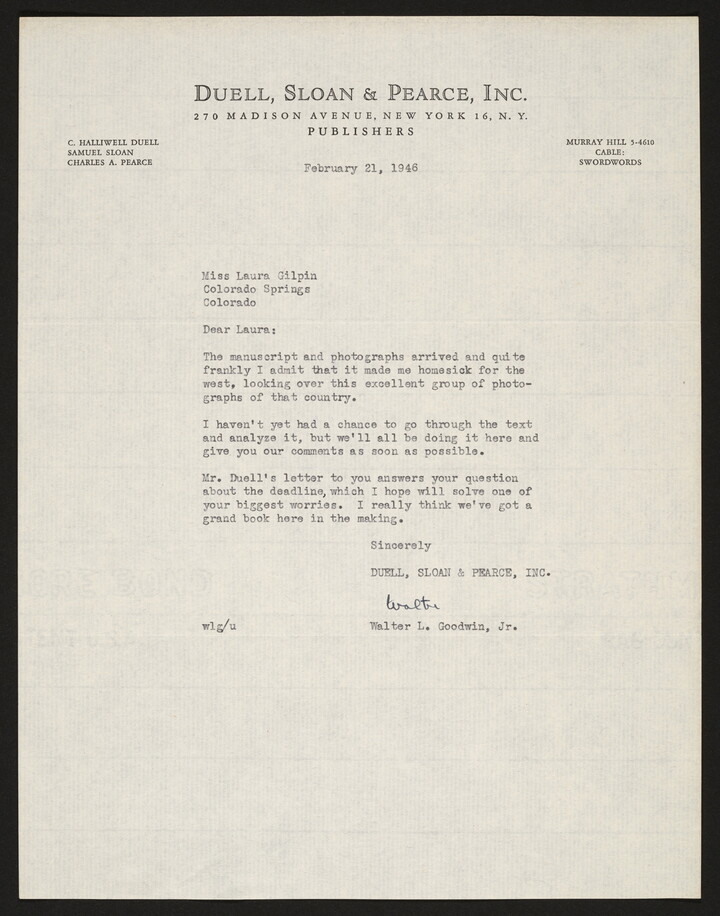 DUELL, SLOAN & PEARCE, INC.
270 MADISON AVENUE, NEW YORK 16, N. Y.
PUBLISHERS
C. HALLIWELL DUELL
SAMUEL SLOAN
CHARLES A. PEARCE
MURRAY HILL 5-4610
CABLE:
SWORDWORDS
February 21, 1946
Miss Laura Gilpin
Colorado Springs
Colorado
Dear Laura:
The manuscript and photographs arrived and quite
frankly I admit that it made me homesick for the
west, looking over this excellent group of photo-
graphs of that country.
I haven't yet had a chance to go through the text
and analyze it, but we'll all be doing it here and
give you our comments as soon as possible.
Mr. Duell's letter to you answers your question
about the deadline, which I hope will solve one of
your biggest worries. I really think we've got a
grand book here in the making.
Sincerely
DUELL, SLOAN & PEARCE, INC.
Walter
wlg/u
Walter L. Goodwin, Jr.